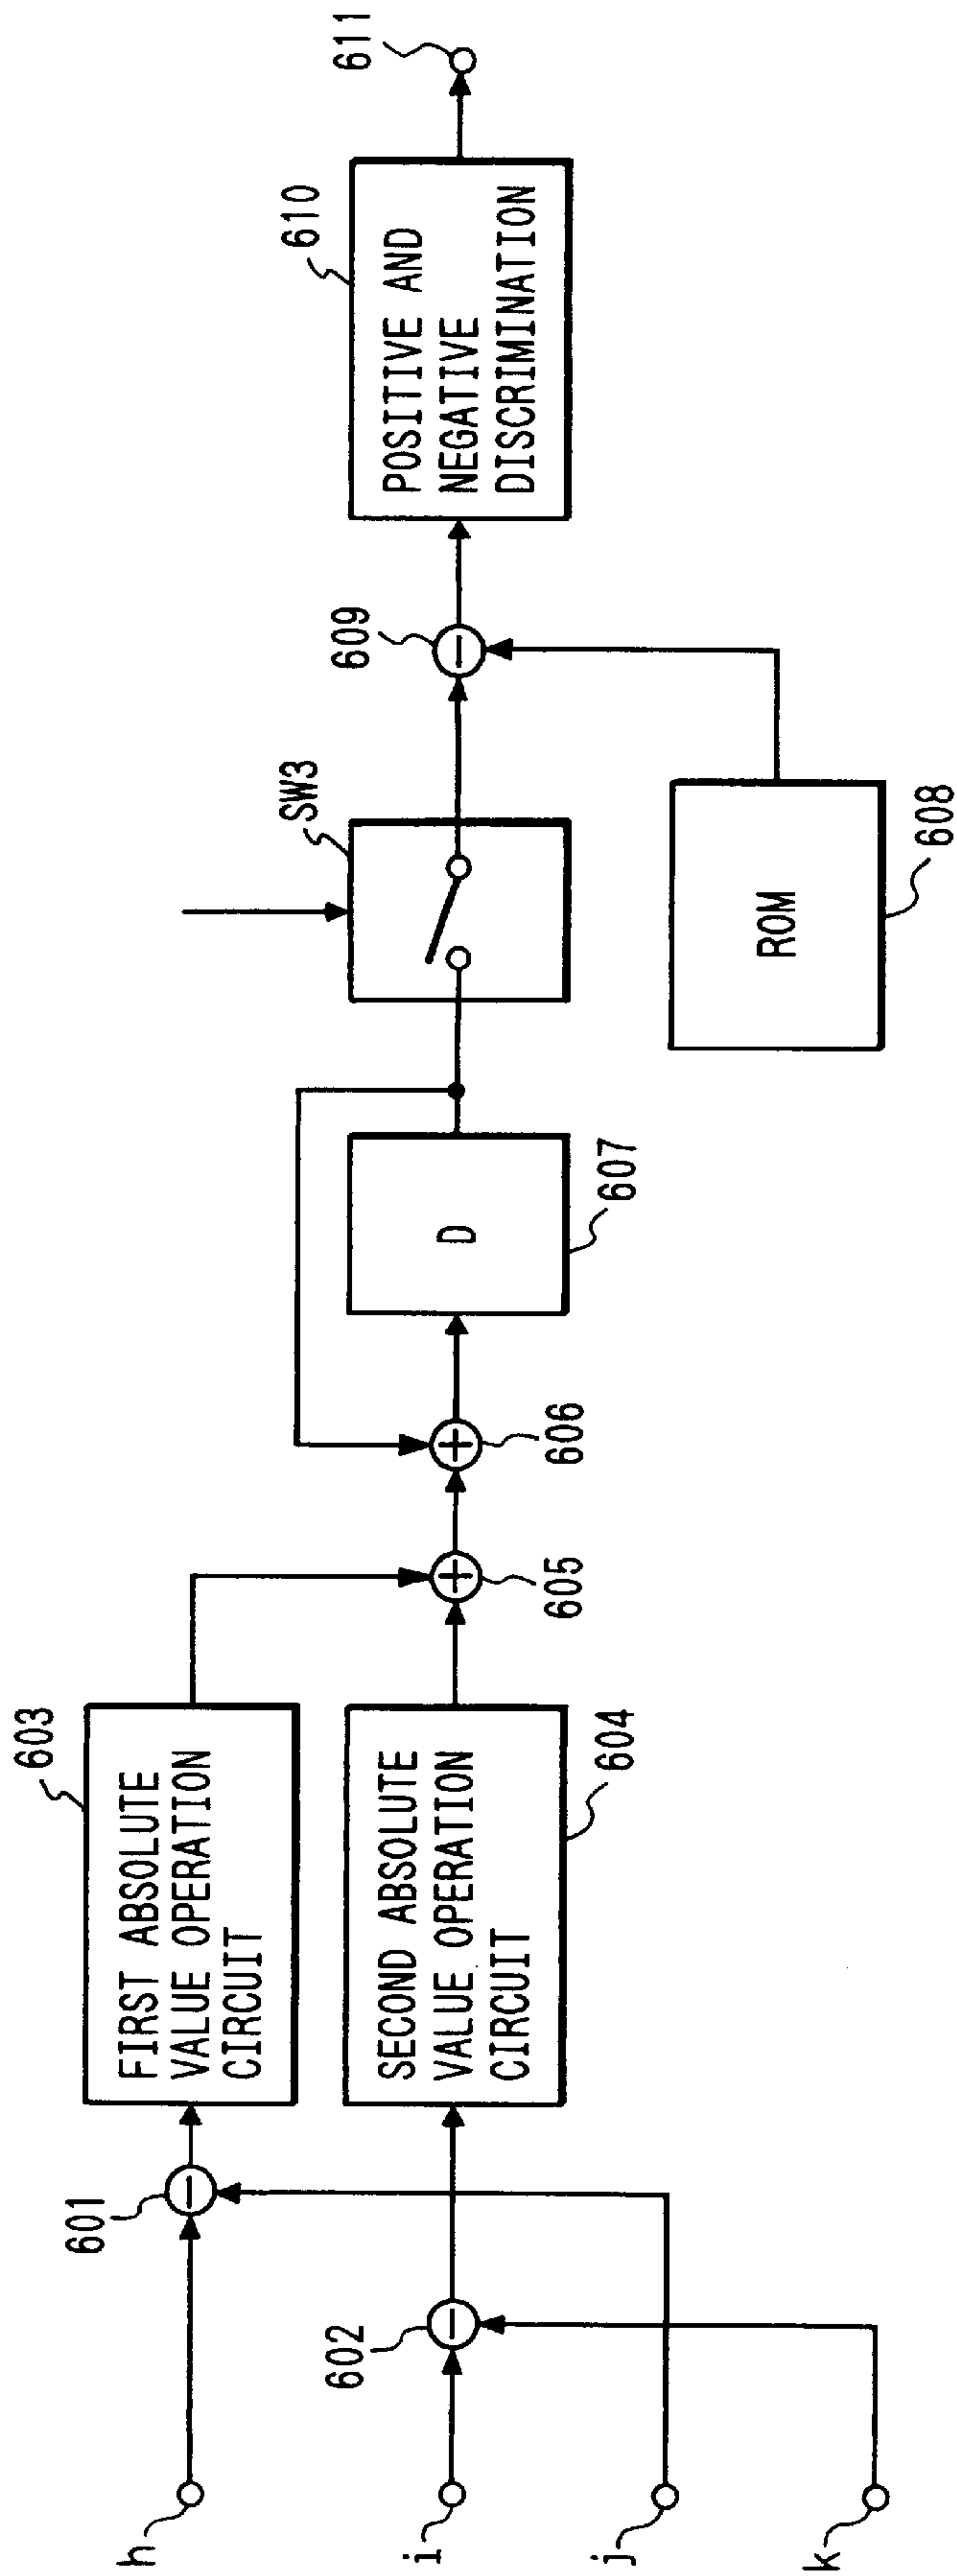 h
i
j
k
601
602
603
FIRST ABSOLUTE
VALUE OPERATION
CIRCUIT
SECOND ABSOLUTE
VALUE OPERATION
CIRCUIT
604
605
606
D
607
SW3
ROM
608
609
610
POSITIVE AND
NEGATIVE
DISCRIMINATION
611